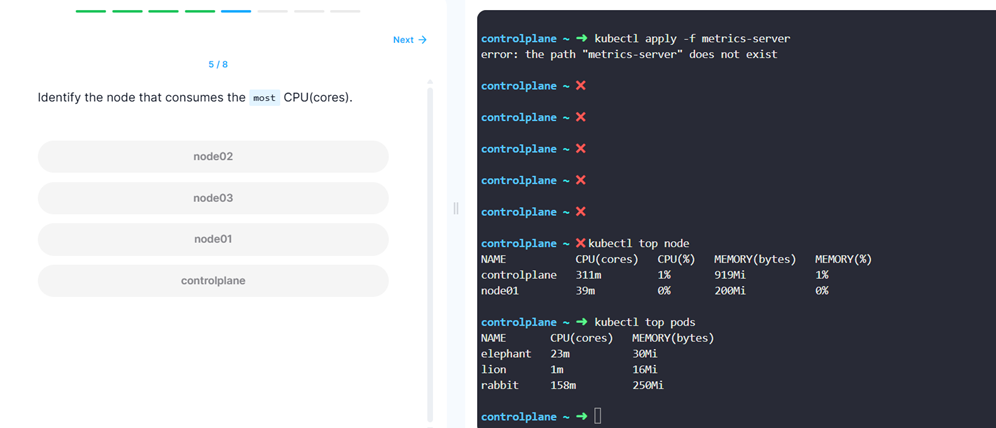 Next →
5 / 8
Identify the node that consumes the most CPU(cores).
node02
node03
node01
controlplane
controlplane ~ ➜ kubectl apply -f metrics-server
error: the path "metrics-server" does not exist
controlplane ~ ✖
controlplane ~ ✖
controlplane ~ ✖
controlplane ~ ✖
controlplane ~ ✖
controlplane ~ ✖ kubectl top node
NAME CPU(cores) CPU(%) MEMORY(bytes) MEMORY(%)
controlplane 311m 1% 919Mi 1%
node01 39m 0% 200Mi 0%
controlplane ~ ➜ kubectl top pods
NAME CPU(cores) MEMORY(bytes)
elephant 23m 30Mi
lion 1m 16Mi
rabbit 158m 250Mi
controlplane ~ ➜